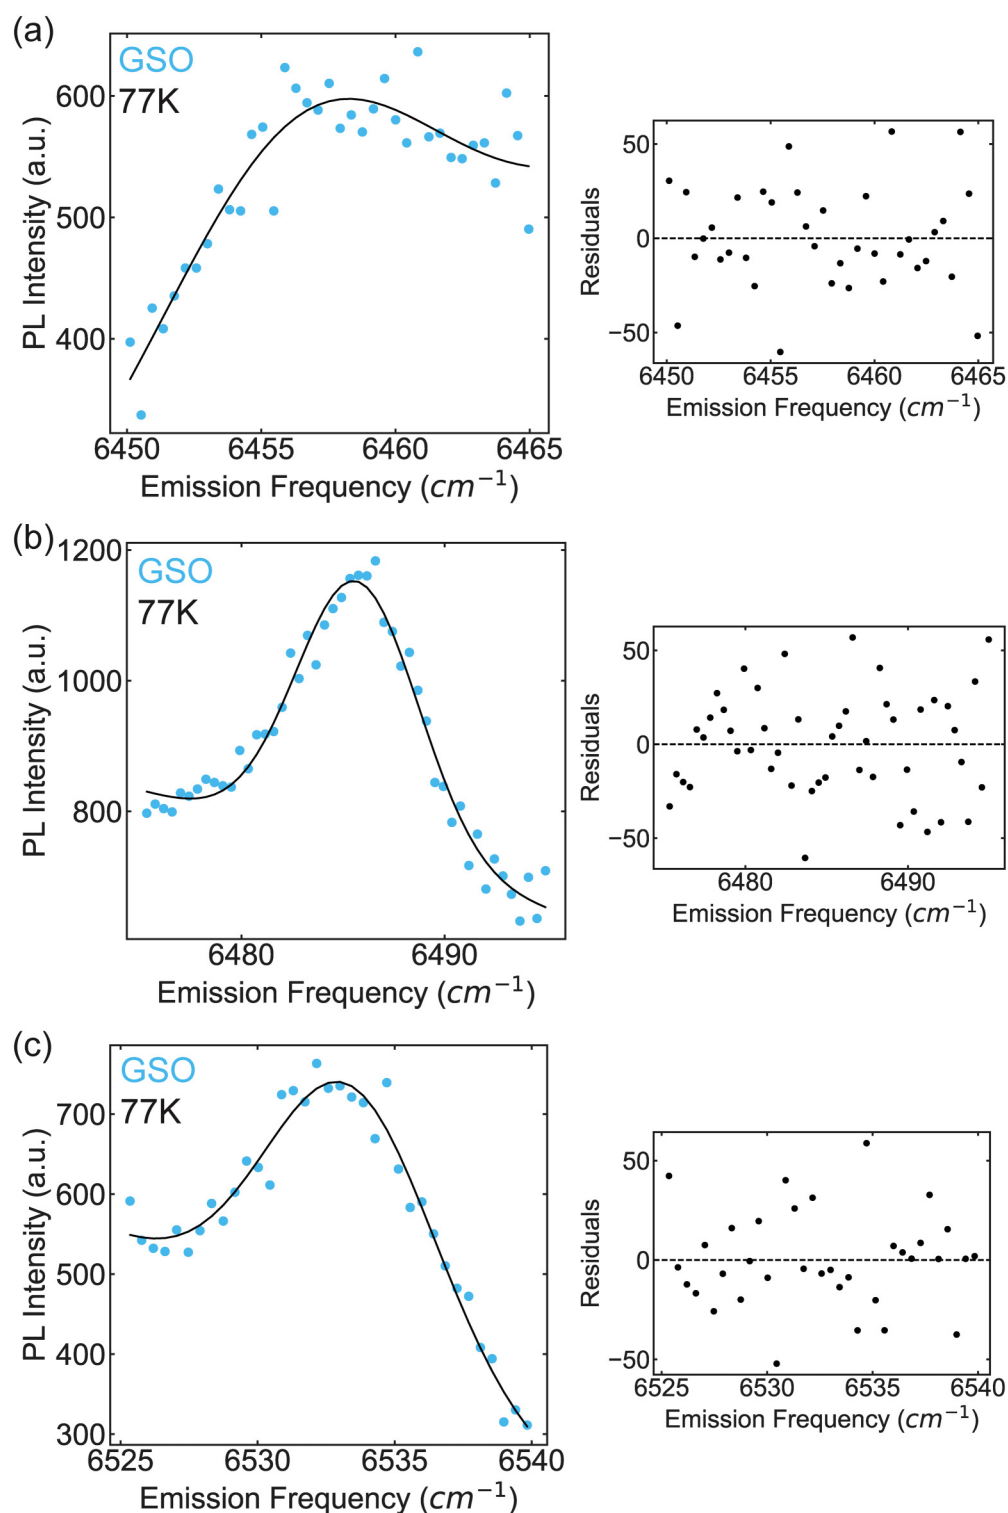 (a)
GSO
77K
600
500
400
PL Intensity (a.u.)
6450 6455 6460 6465
Emission Frequency (cm⁻¹)
50
0
−50
Residuals
6450 6455 6460 6465
Emission Frequency (cm⁻¹)
(b)
GSO
77K
1200
1000
800
PL Intensity (a.u.)
6480 6490
Emission Frequency (cm⁻¹)
50
0
−50
Residuals
6480 6490
Emission Frequency (cm⁻¹)
(c)
GSO
77K
700
600
500
400
300
PL Intensity (a.u.)
6525 6530 6535 6540
Emission Frequency (cm⁻¹)
50
0
−50
Residuals
6525 6530 6535 6540
Emission Frequency (cm⁻¹)